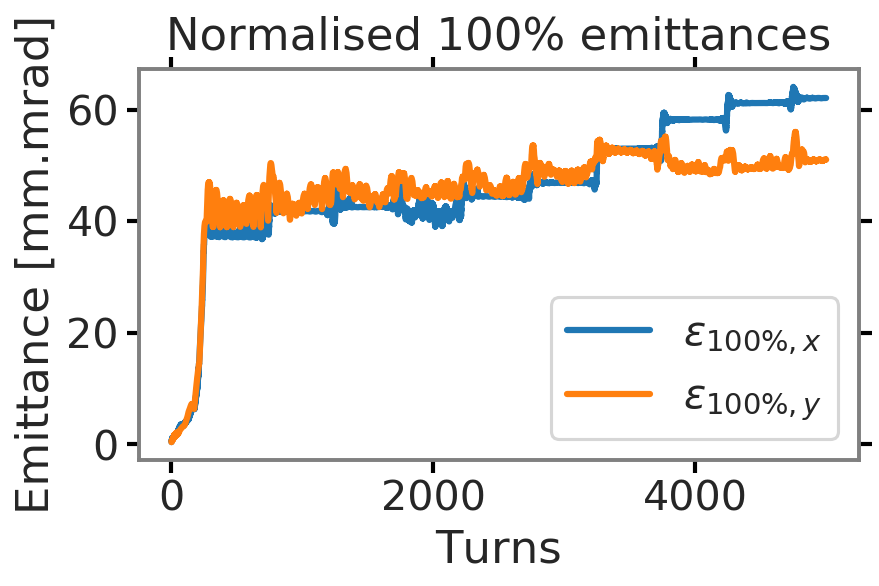 Normalised 100% emittances
Emittance [mm.mrad]
60
40
20
0
ε100%, x
ε100%, y
0 2000 4000
Turns